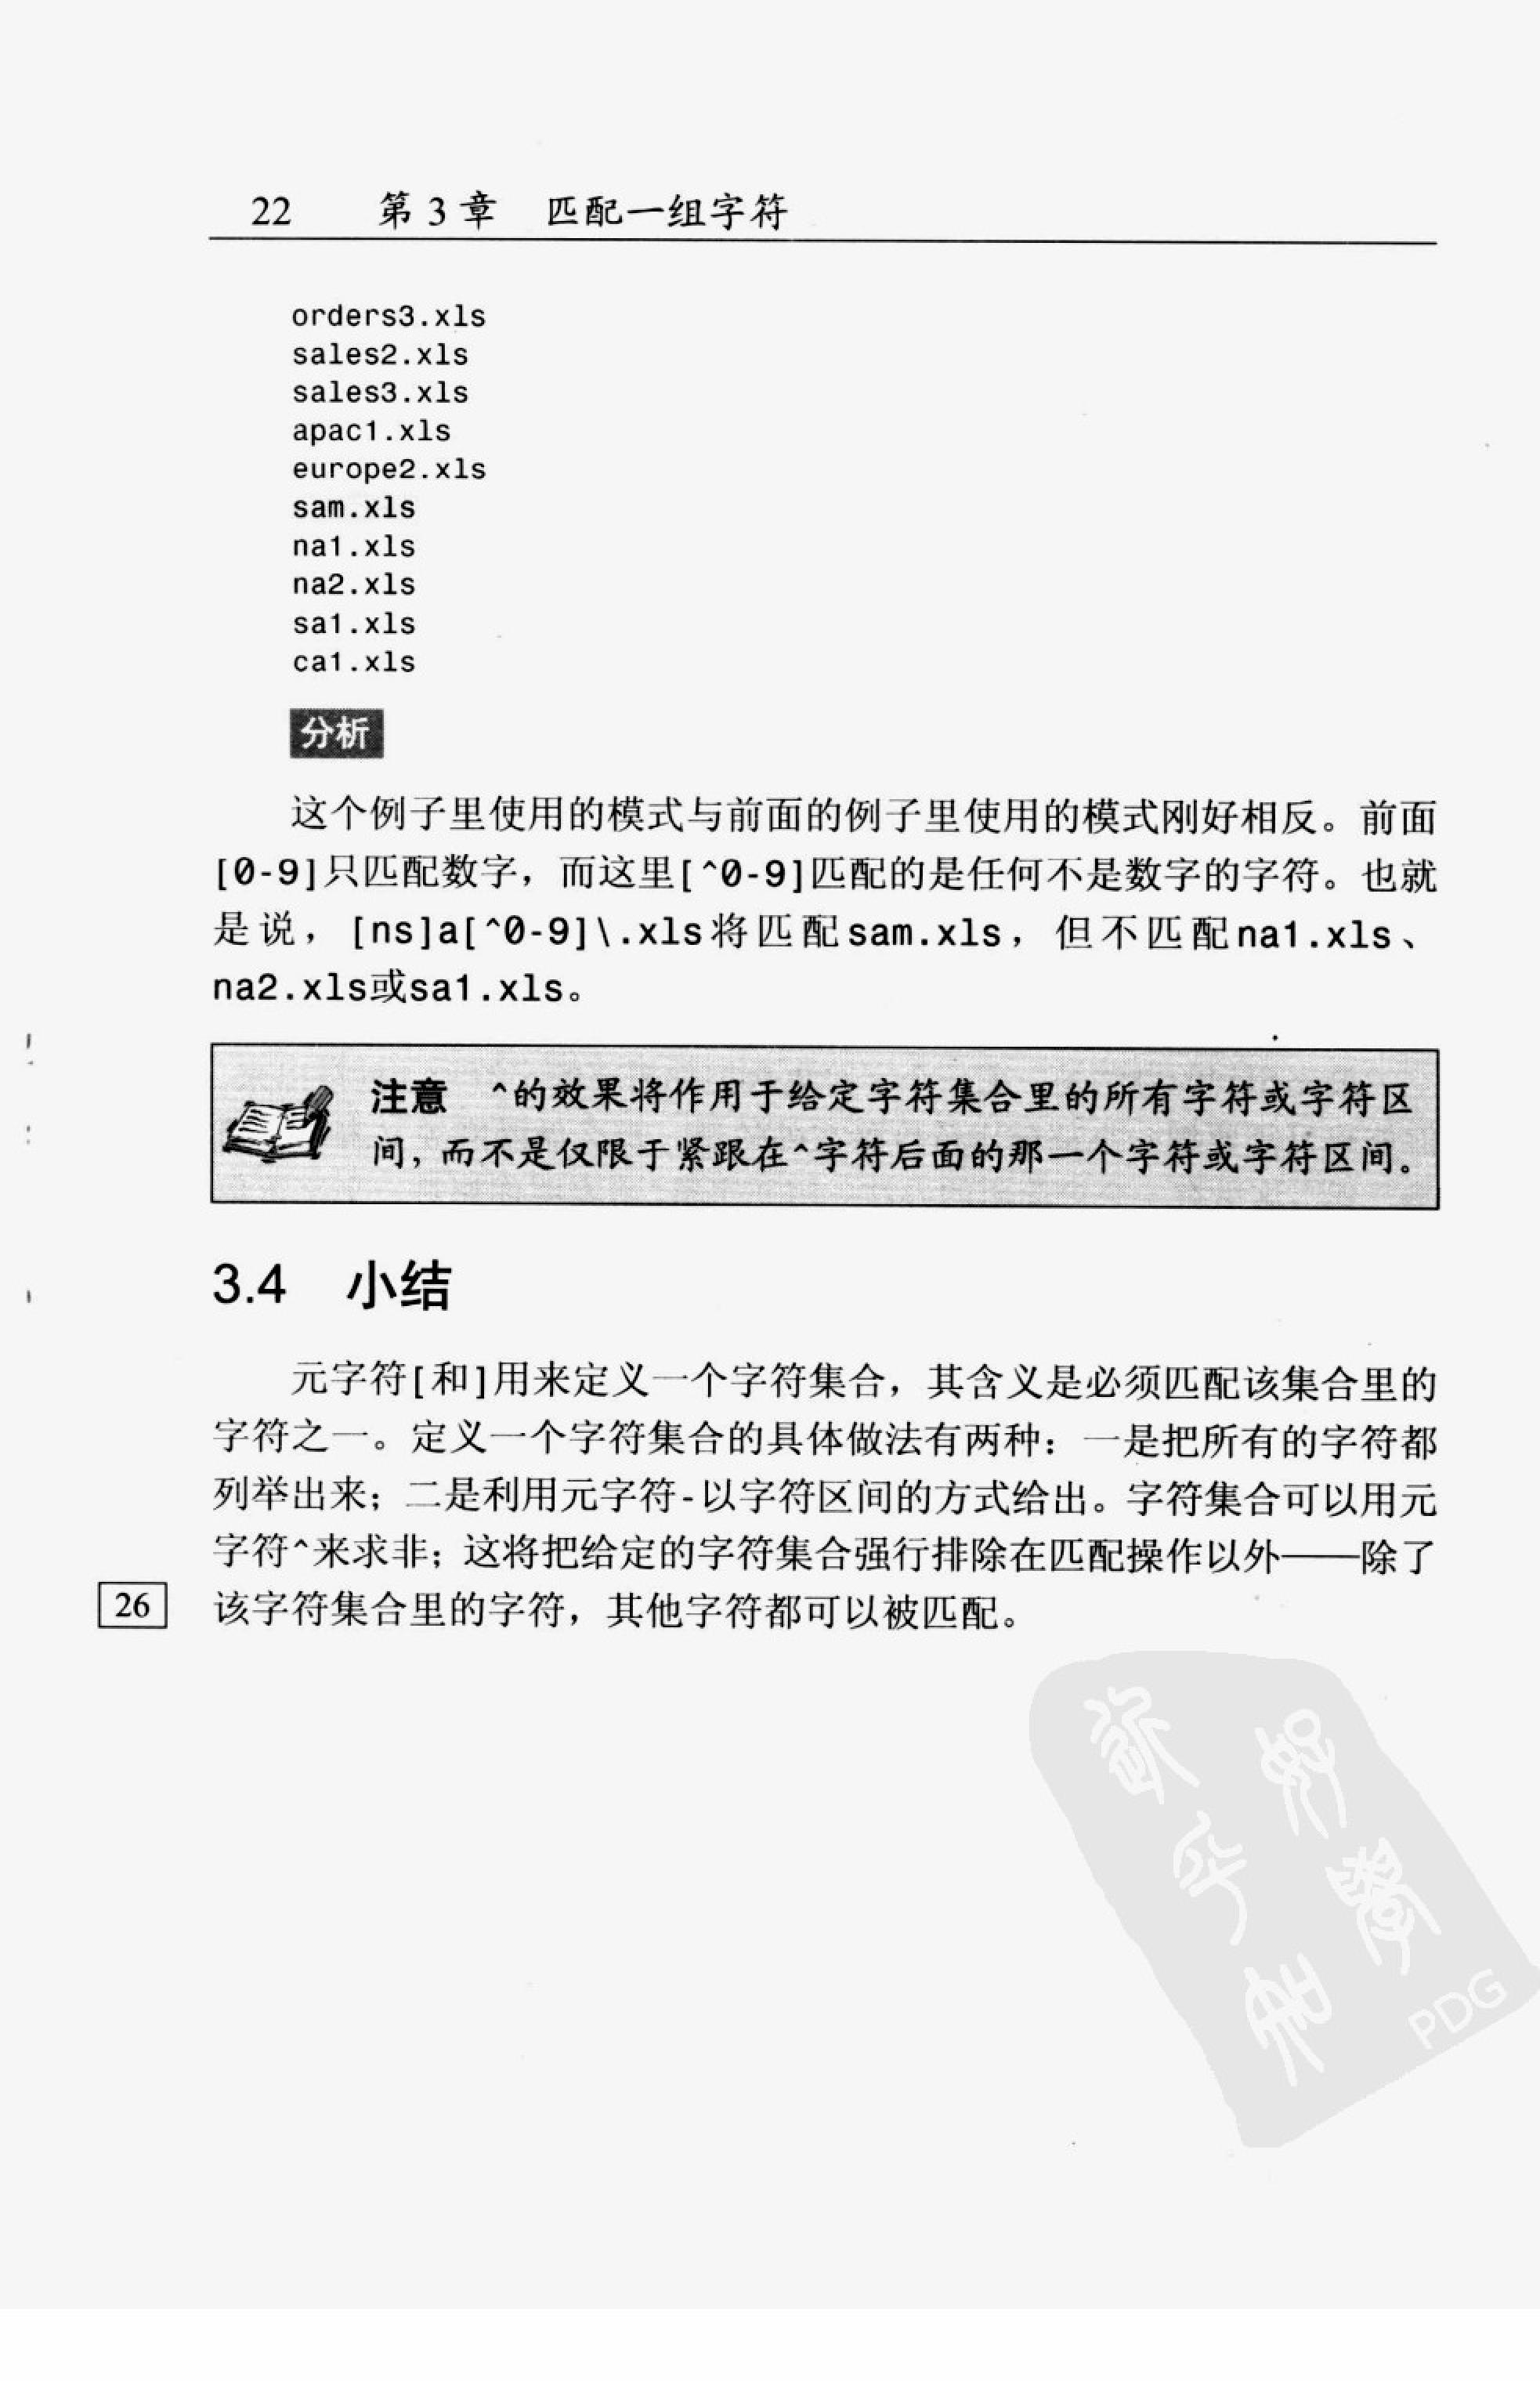 22 第3章 匹配一组字符
orders3.xls
sales2.xls
sales3.xls
apac1.xls
europe2.xls
sam.xls
na1.xls
na2.xls
sa1.xls
ca1.xls
分析
这个例子里使用的模式与前面的例子里使用的模式刚好相反。前面
[0-9]只匹配数字，而这里[^0-9]匹配的是任何不是数字的字符。也就
是说，[ns]a[^0-9]\.xls将匹配sam.xls，但不匹配na1.xls、
na2.xls或sa1.xls。
注意 ^的效果将作用于给定字符集合里的所有字符或字符区
间，而不是仅限于紧跟在^字符后面的那一个字符或字符区间。
3.4 小结
元字符[和]用来定义一个字符集合，其含义是必须匹配该集合里的
字符之一。定义一个字符集合的具体做法有两种：一是把所有的字符都
列举出来；二是利用元字符-以字符区间的方式给出。字符集合可以用元
字符^来求非；这将把给定的字符集合强行排除在匹配操作以外——除了
26 该字符集合里的字符，其他字符都可以被匹配。
PDG